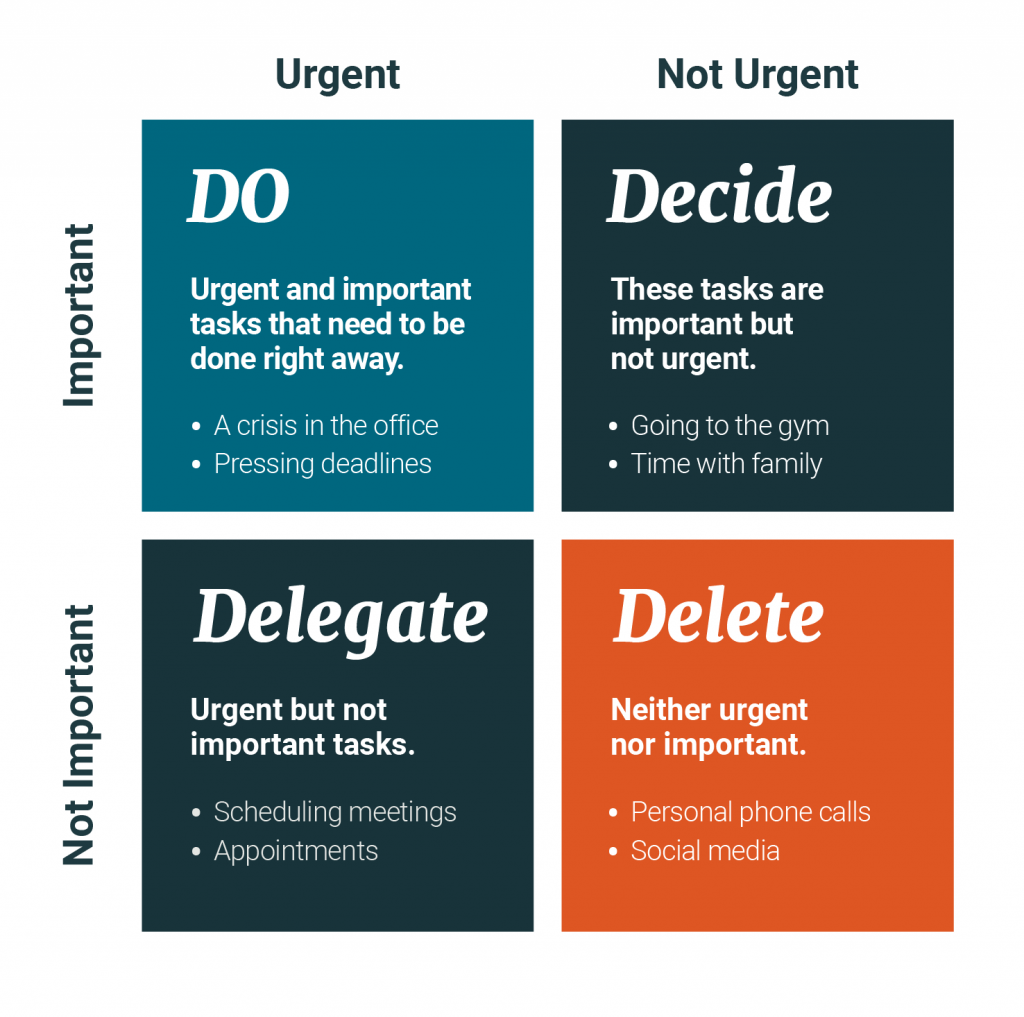 Urgent
Not Urgent
Important
DO
Urgent and important
tasks that need to be
done right away.
• A crisis in the office
• Pressing deadlines
Decide
These tasks are
important but
not urgent.
• Going to the gym
• Time with family
Not Important
Delegate
Urgent but not
important tasks.
• Scheduling meetings
• Appointments
Delete
Neither urgent
nor important.
• Personal phone calls
• Social media